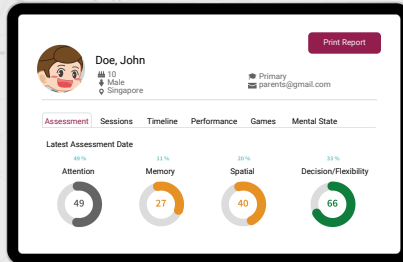 Print Report
Doe, John
10
Male
Singapore
Primary
parents@gmail.com
Assessment Sessions Timeline Performance Games Mental State
Latest Assessment Date
49 % 11 % 20 % 33 %
Attention Memory Spatial Decision/Flexibility
49 27 40 66